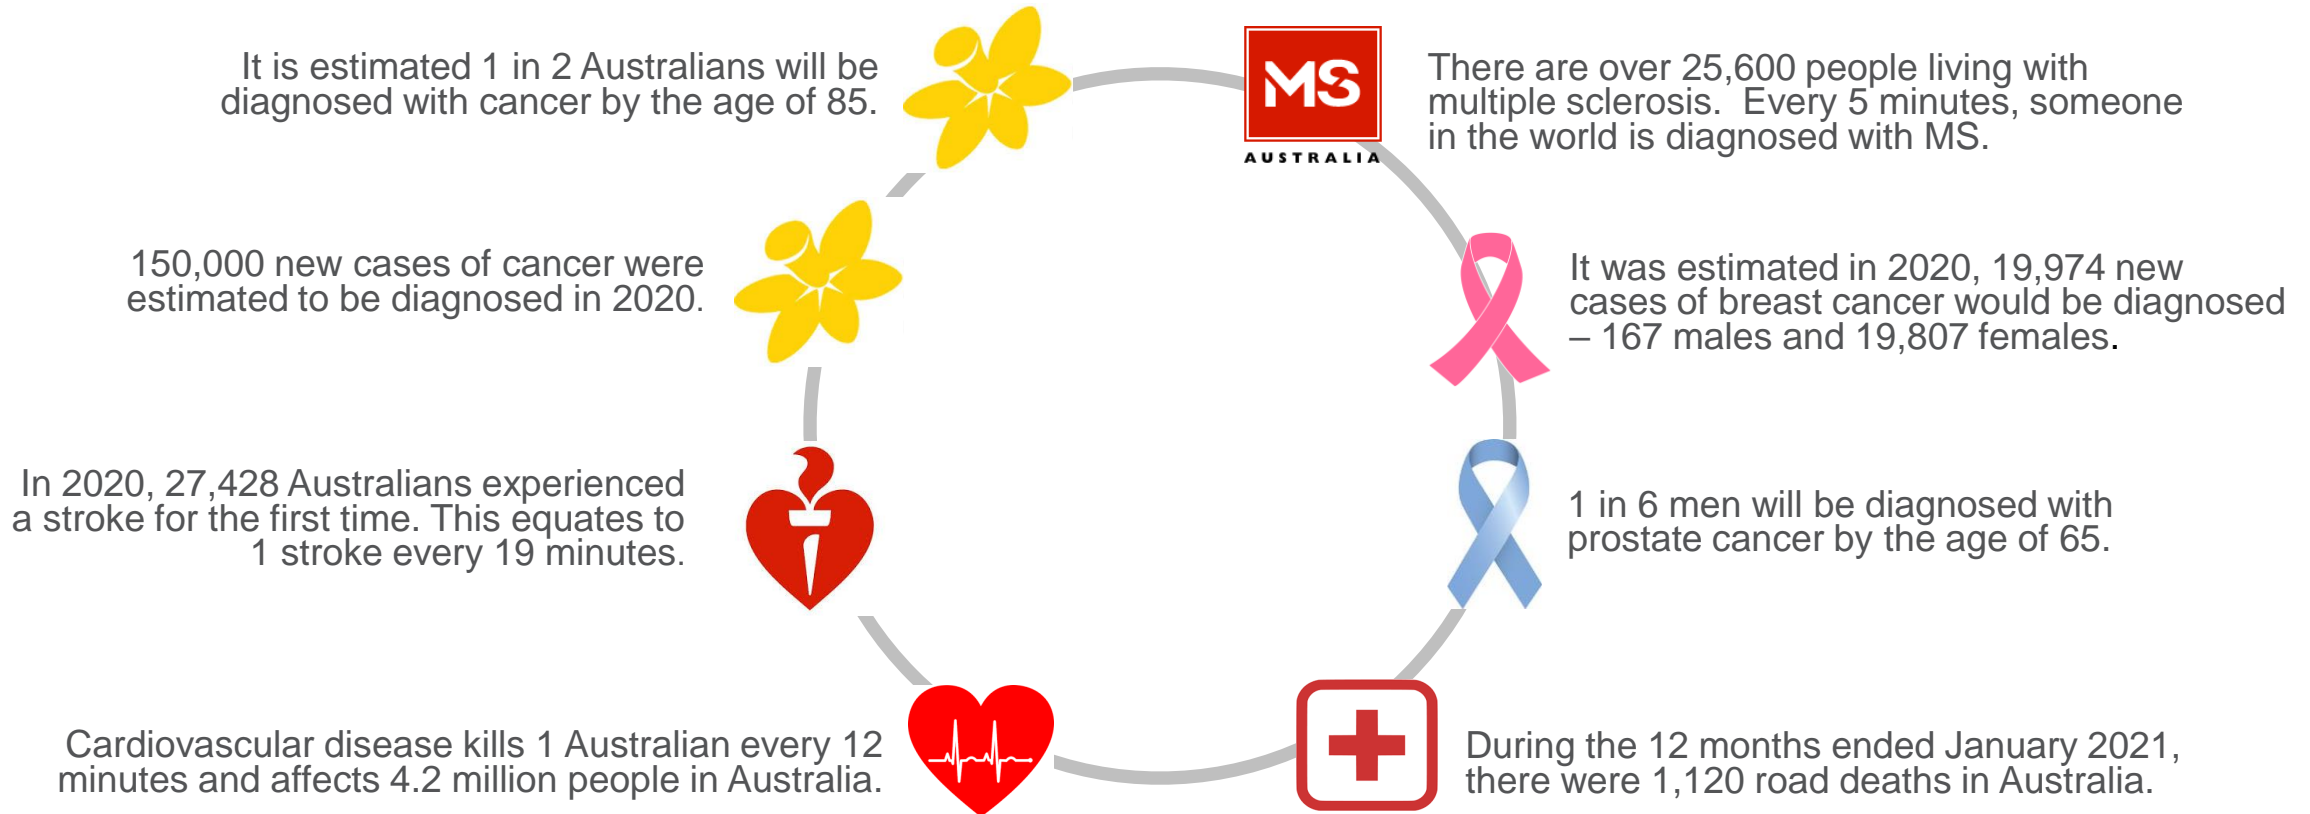 It is estimated 1 in 2 Australians will be
diagnosed with cancer by the age of 85.
MS
AUSTRALIA
There are over 25,600 people living with
multiple sclerosis.  Every 5 minutes, someone
in the world is diagnosed with MS.
150,000 new cases of cancer were
estimated to be diagnosed in 2020.
It was estimated in 2020, 19,974 new
cases of breast cancer would be diagnosed
– 167 males and 19,807 females.
In 2020, 27,428 Australians experienced
a stroke for the first time. This equates to
1 stroke every 19 minutes.
1 in 6 men will be diagnosed with
prostate cancer by the age of 65.
Cardiovascular disease kills 1 Australian every 12
minutes and affects 4.2 million people in Australia.
During the 12 months ended January 2021,
there were 1,120 road deaths in Australia.